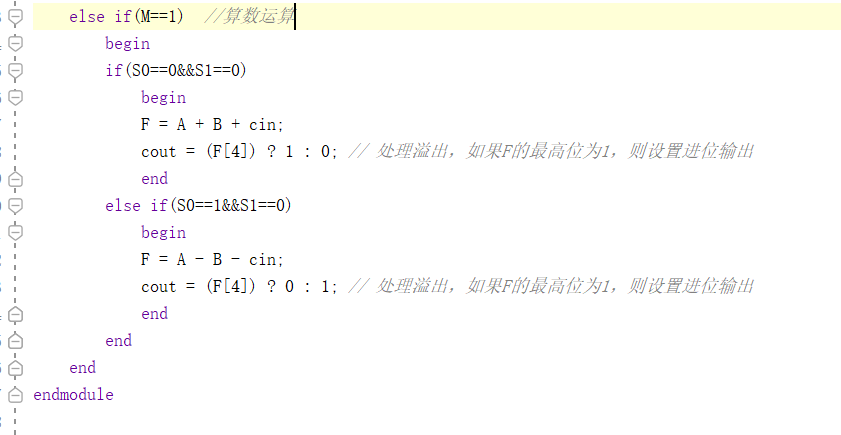 else if(M==1)  //算数运算
begin
if(S0==0&&S1==0)
begin
F = A + B + cin;
cout = (F[4]) ? 1 : 0; // 处理溢出，如果F的最高位为1，则设置进位输出
end
else if(S0==1&&S1==0)
begin
F = A - B - cin;
cout = (F[4]) ? 0 : 1; // 处理溢出，如果F的最高位为1，则设置进位输出
end
end
end
endmodule